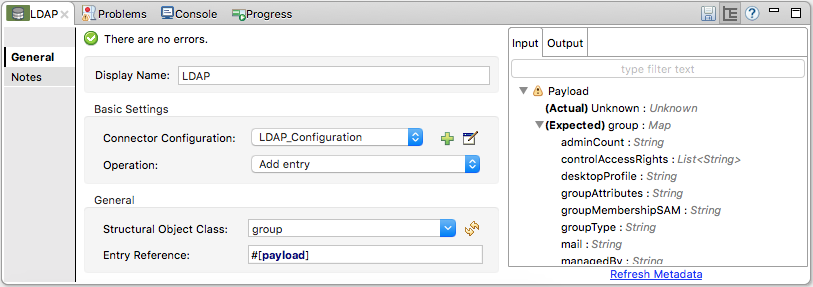 LDAP
Problems
Console
Progress
General
Notes
There are no errors.
Display Name: LDAP
Basic Settings
Connector Configuration: LDAP_Configuration
Operation: Add entry
General
Structural Object Class: group
Entry Reference: #[payload]
Input
Output
type filter text
Payload
(Actual) Unknown : Unknown
(Expected) group : Map
adminCount : String
controlAccessRights : List<String>
desktopProfile : String
groupAttributes : String
groupMembershipSAM : String
groupType : String
mail : String
managedBy : String
Refresh Metadata